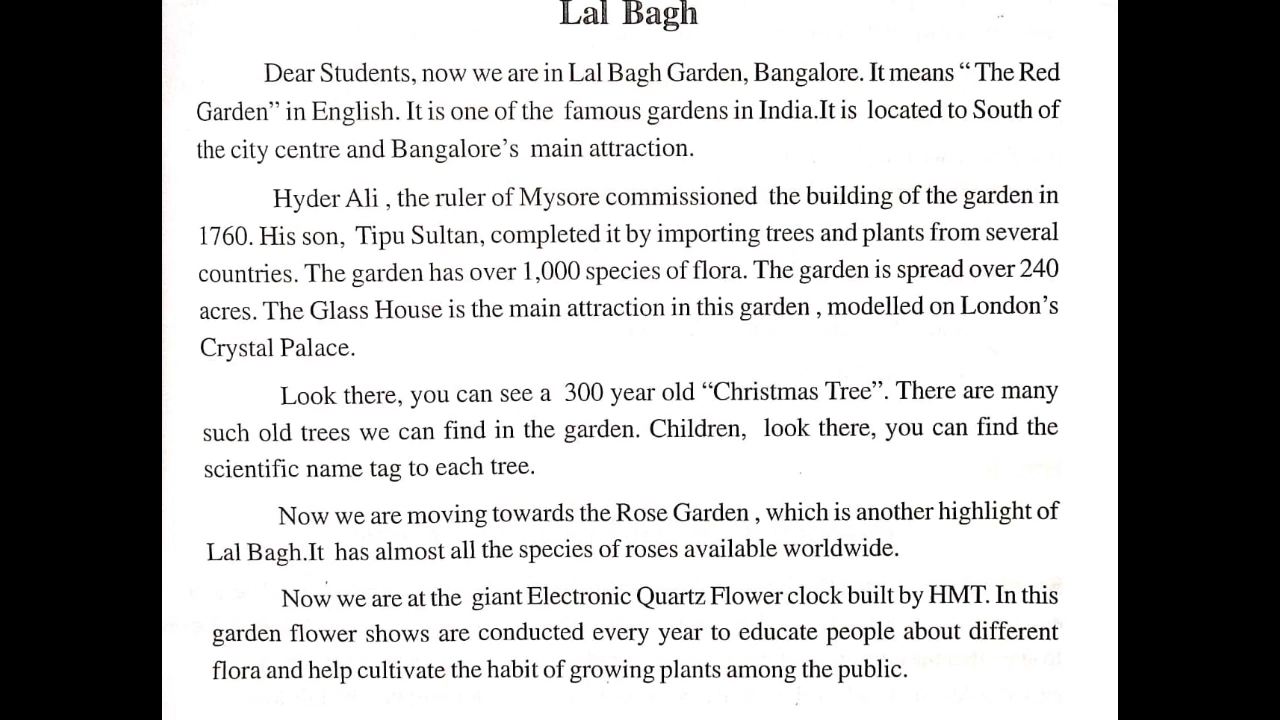 Lal Bagh
Dear Students, now we are in Lal Bagh Garden, Bangalore. It means “ The Red
Garden” in English. It is one of the famous gardens in India.It is located to South of
the city centre and Bangalore’s main attraction.
Hyder Ali , the ruler of Mysore commissioned the building of the garden in
1760. His son, Tipu Sultan, completed it by importing trees and plants from several
countries. The garden has over 1,000 species of flora. The garden is spread over 240
acres. The Glass House is the main attraction in this garden , modelled on London’s
Crystal Palace.
Look there, you can see a 300 year old “Christmas Tree”. There are many
such old trees we can find in the garden. Children, look there, you can find the
scientific name tag to each tree.
Now we are moving towards the Rose Garden , which is another highlight of
Lal Bagh.It has almost all the species of roses available worldwide.
Now we are at the giant Electronic Quartz Flower clock built by HMT. In this
garden flower shows are conducted every year to educate people about different
flora and help cultivate the habit of growing plants among the public.